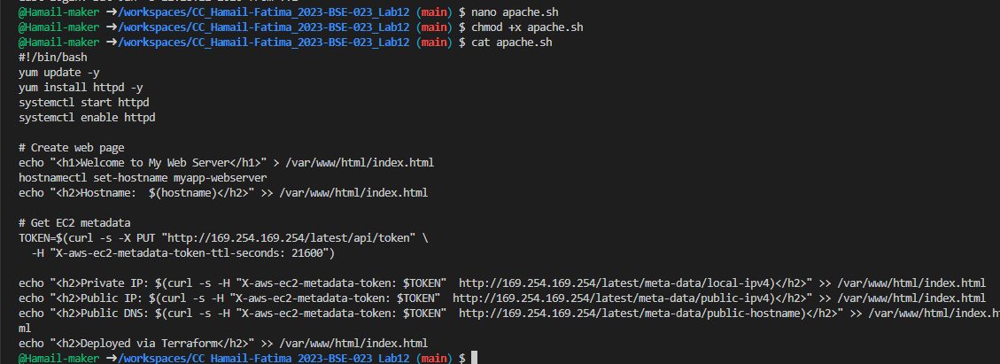 @Hamail-maker ➜/workspaces/CC_Hamail-Fatima_2023-BSE-023_Lab12 (main) $ nano apache.sh
@Hamail-maker ➜/workspaces/CC_Hamail-Fatima_2023-BSE-023_Lab12 (main) $ chmod +x apache.sh
@Hamail-maker ➜/workspaces/CC_Hamail-Fatima_2023-BSE-023_Lab12 (main) $ cat apache.sh
#!/bin/bash
yum update -y
yum install httpd -y
systemctl start httpd
systemctl enable httpd

# Create web page
echo "<h1>Welcome to My Web Server</h1>" > /var/www/html/index.html
hostnamectl set-hostname myapp-webserver
echo "<h2>Hostname:  $(hostname)</h2>" >> /var/www/html/index.html

# Get EC2 metadata
TOKEN=$(curl -s -X PUT "http://169.254.169.254/latest/api/token" \
  -H "X-aws-ec2-metadata-token-ttl-seconds: 21600")

echo "<h2>Private IP: $(curl -s -H "X-aws-ec2-metadata-token: $TOKEN"  http://169.254.169.254/latest/meta-data/local-ipv4)</h2>" >> /var/www/html/index.html
echo "<h2>Public IP: $(curl -s -H "X-aws-ec2-metadata-token: $TOKEN"  http://169.254.169.254/latest/meta-data/public-ipv4)</h2>" >> /var/www/html/index.html
echo "<h2>Public DNS: $(curl -s -H "X-aws-ec2-metadata-token: $TOKEN"  http://169.254.169.254/latest/meta-data/public-hostname)</h2>" >> /var/www/html/index.ht
ml
echo "<h2>Deployed via Terraform</h2>" >> /var/www/html/index.html
@Hamail-maker ➜/workspaces/CC_Hamail-Fatima_2023-BSE-023_Lab12 (main) $